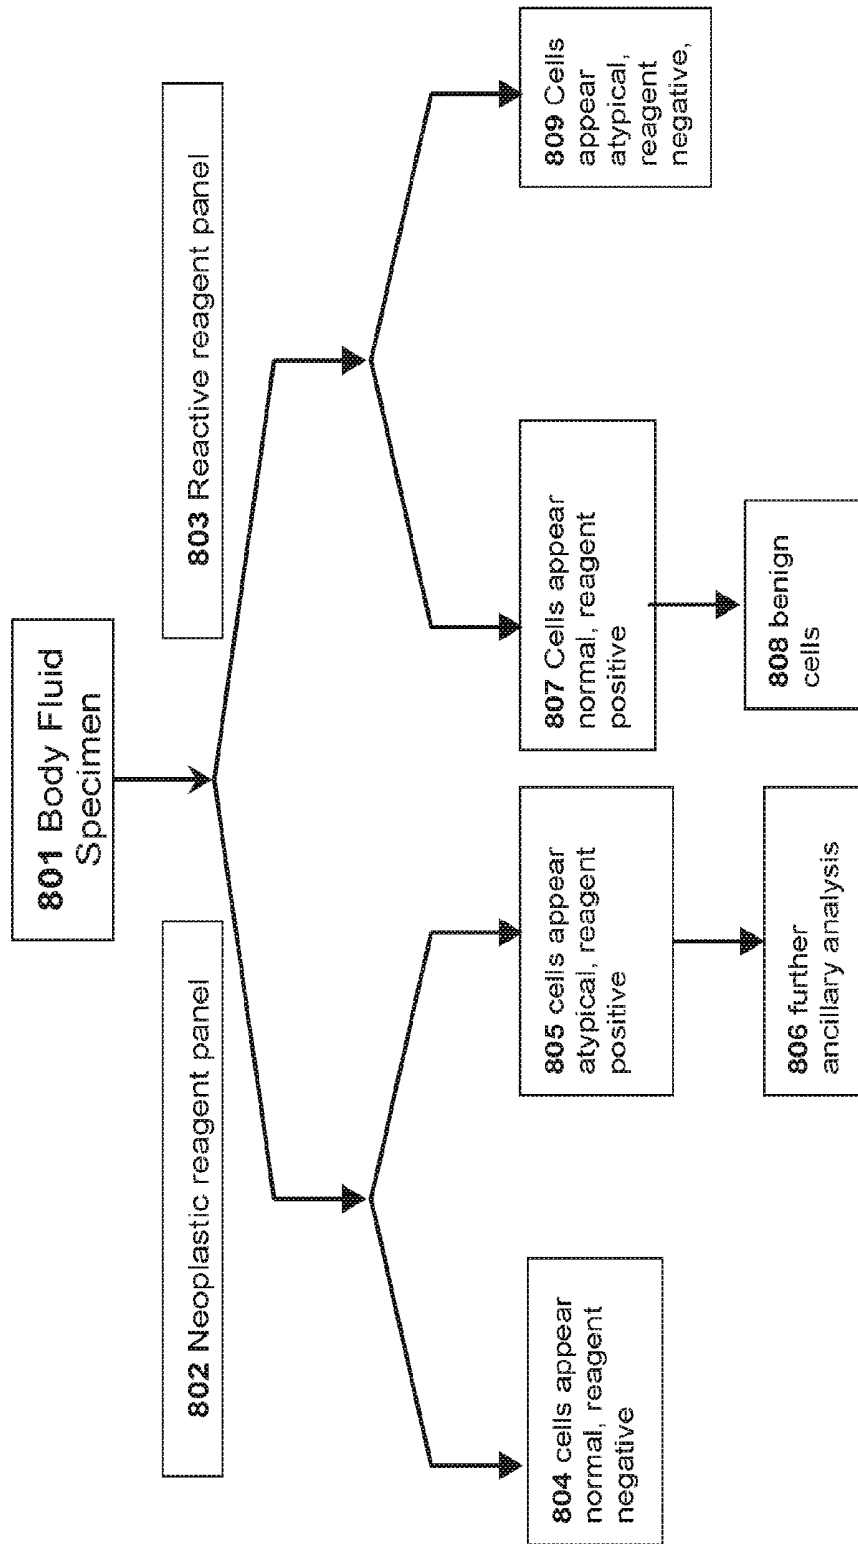 801 Body Fluid
Specimen
802 Neoplastic reagent panel
803 Reactive reagent panel
804 cells appear
normal, reagent
negative
805 cells appear
atypical, reagent
positive
806 further
ancillary analysis
807 Cells appear
normal, reagent
positive
808 benign
cells
809 Cells
appear
atypical,
reagent
negative,